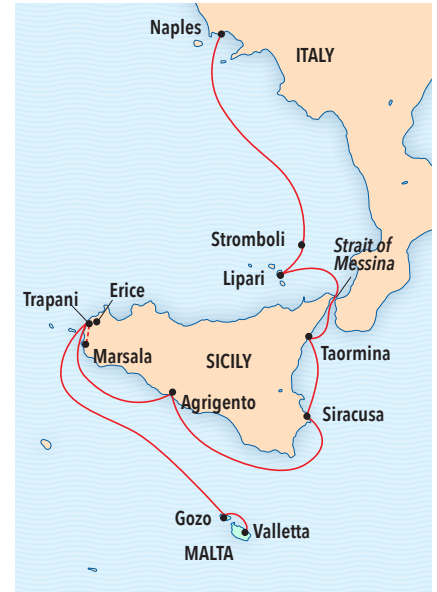 Naples
ITALY
Stromboli
Strait of
Messina
Lipari
Erice
Trapani
Marsala
SICILY
Taormina
Agrigento
Siracusa
Gozo
Valletta
MALTA